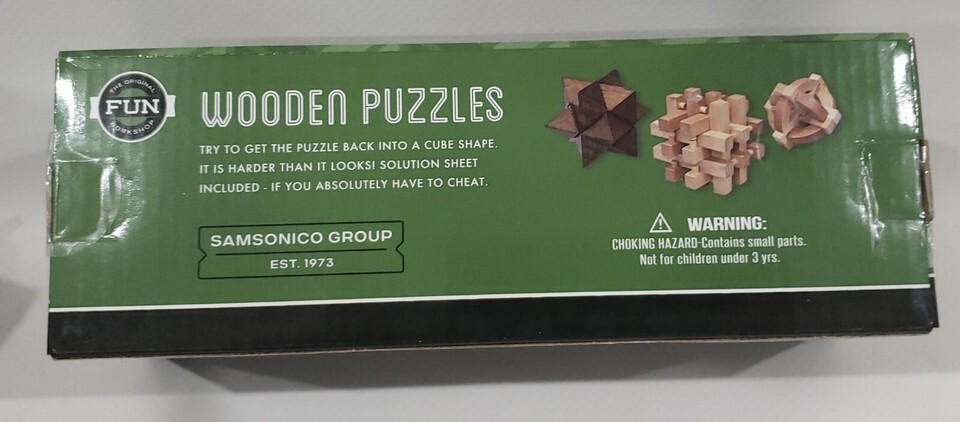 THE ORIGINAL
FUN
WORKSHOP
WOODEN PUZZLES
TRY TO GET THE PUZZLE BACK INTO A CUBE SHAPE.
IT IS HARDER THAN IT LOOKS! SOLUTION SHEET
INCLUDED - IF YOU ABSOLUTELY HAVE TO CHEAT.
SAMSONICO GROUP
EST. 1973
WARNING:
CHOKING HAZARD-Contains small parts.
Not for children under 3 yrs.